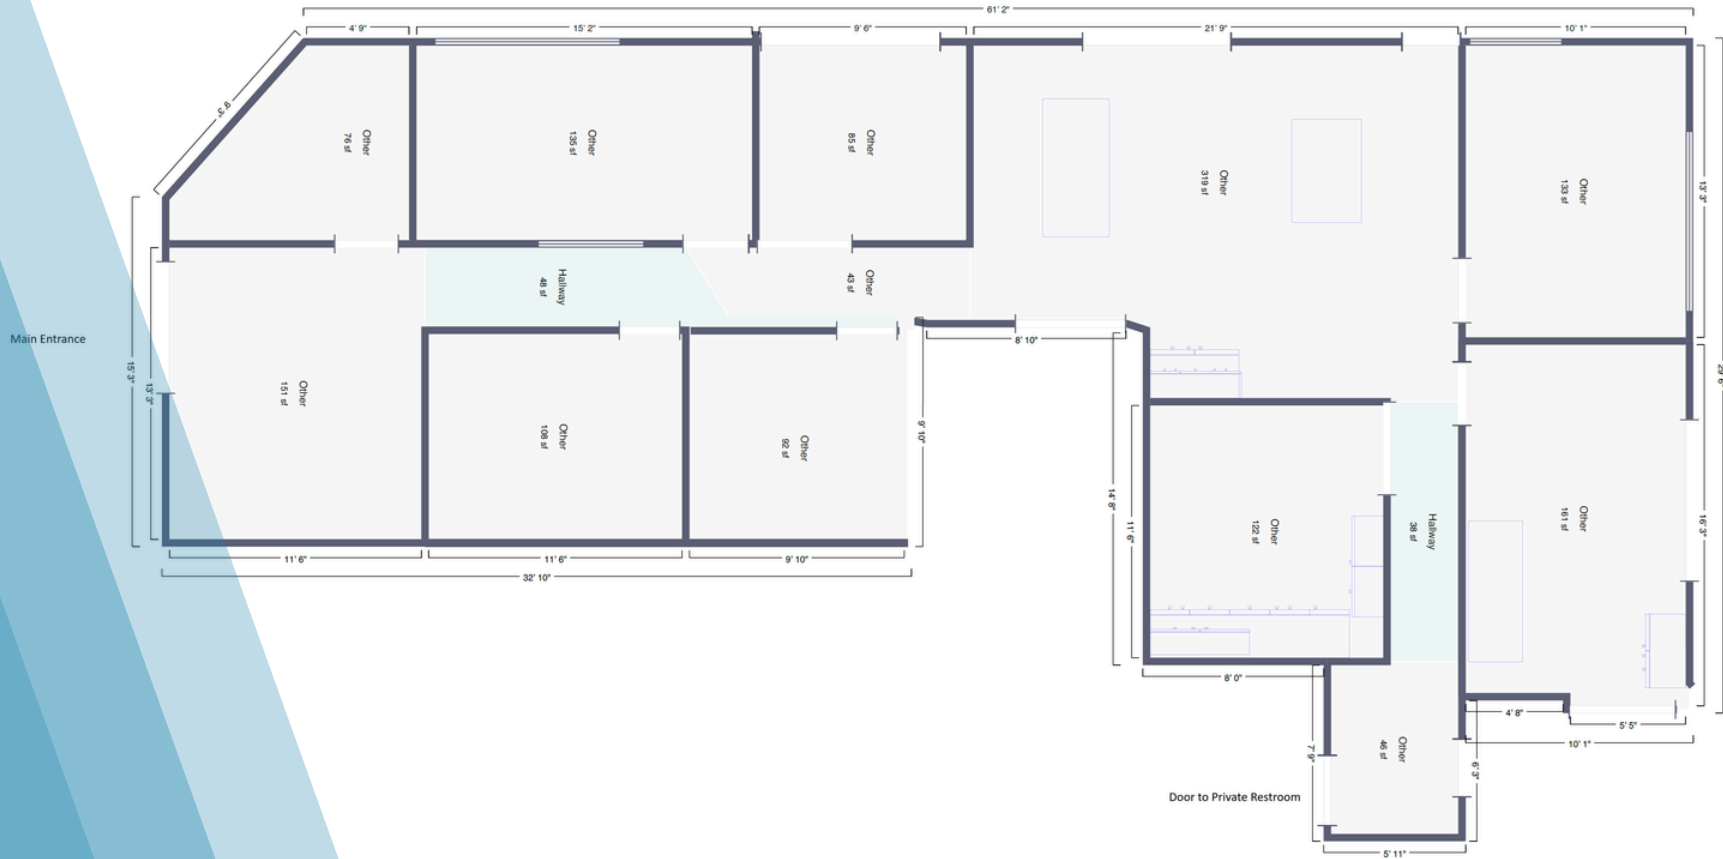 61' 2"
4' 9"
15' 2"
9' 6"
21' 9"
10' 1"
9' 3"
Other
76 sf
Other
135 sf
Other
85 sf
Other
319 sf
Other
133 sf
13' 3"
Hallway
48 sf
Other
43 sf
Main Entrance
15' 3"
13' 3"
8' 10"
29' 6"
Other
151 sf
Other
108 sf
Other
92 sf
9' 10"
14' 8"
11' 6"
Other
122 sf
Hallway
38 sf
Other
161 sf
16' 3"
11' 6"
11' 6"
9' 10"
32' 10"
8' 0"
4' 8"
5' 5"
10' 1"
7' 9"
Other
46 sf
6' 3"
Door to Private Restroom
5' 11"